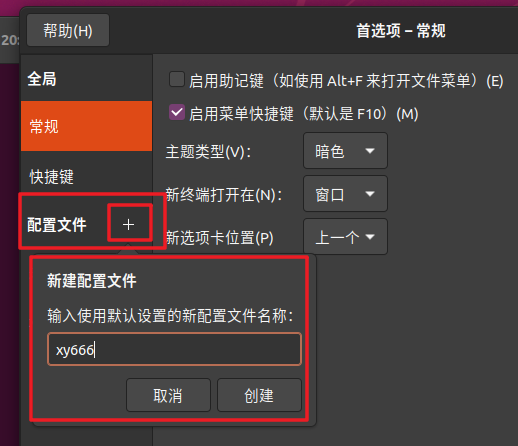 帮助(H)
首选项 – 常规
20:
全局
常规
快捷键
配置文件 +
启用助记键（如使用 Alt+F 来打开文件菜单）(E)
启用菜单快捷键（默认是 F10）(M)
主题类型(V)：
暗色
新终端打开在(N)：
窗口
新选项卡位置(P)
上一个
新建配置文件
输入使用默认设置的新配置文件名称：
xy666
取消
创建